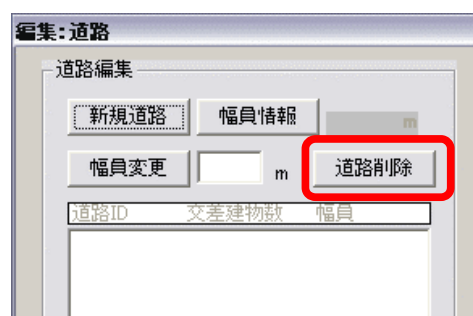 編集:道路
道路編集
新規道路 幅員情報 m
幅員変更 m 道路削除
道路ID 交差建物数 幅員